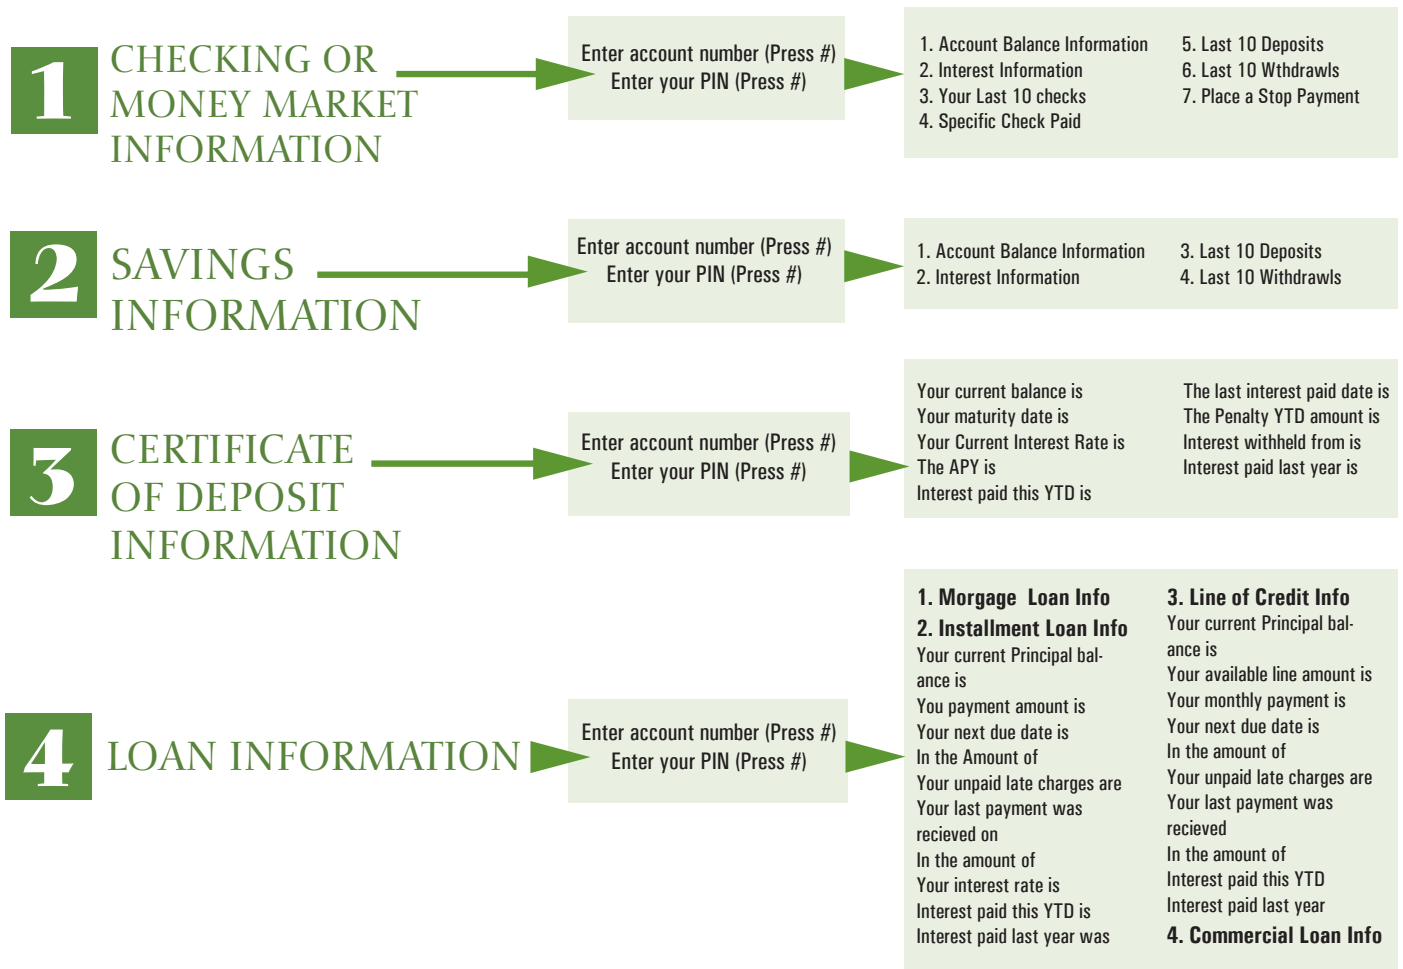 1
CHECKING OR
MONEY MARKET
INFORMATION
Enter account number (Press #)
Enter your PIN (Press #)
1. Account Balance Information
2. Interest Information
3. Your Last 10 checks
4. Specific Check Paid
5. Last 10 Deposits
6. Last 10 Wthdrawls
7. Place a Stop Payment
2
SAVINGS
INFORMATION
Enter account number (Press #)
Enter your PIN (Press #)
1. Account Balance Information
2. Interest Information
3. Last 10 Deposits
4. Last 10 Withdrawls
3
CERTIFICATE
OF DEPOSIT
INFORMATION
Enter account number (Press #)
Enter your PIN (Press #)
Your current balance is
Your maturity date is
Your Current Interest Rate is
The APY is
Interest paid this YTD is
The last interest paid date is
The Penalty YTD amount is
Interest withheld from is
Interest paid last year is
4
LOAN INFORMATION
Enter account number (Press #)
Enter your PIN (Press #)
1. Morgage Loan Info
2. Installment Loan Info
Your current Principal bal-
ance is
You payment amount is
Your next due date is
In the Amount of
Your unpaid late charges are
Your last payment was
recieved on
In the amount of
Your interest rate is
Interest paid this YTD is
Interest paid last year was
3. Line of Credit Info
Your current Principal bal-
ance is
Your available line amount is
Your monthly payment is
Your next due date is
In the amount of
Your unpaid late charges are
Your last payment was
recieved
In the amount of
Interest paid this YTD
Interest paid last year
4. Commercial Loan Info